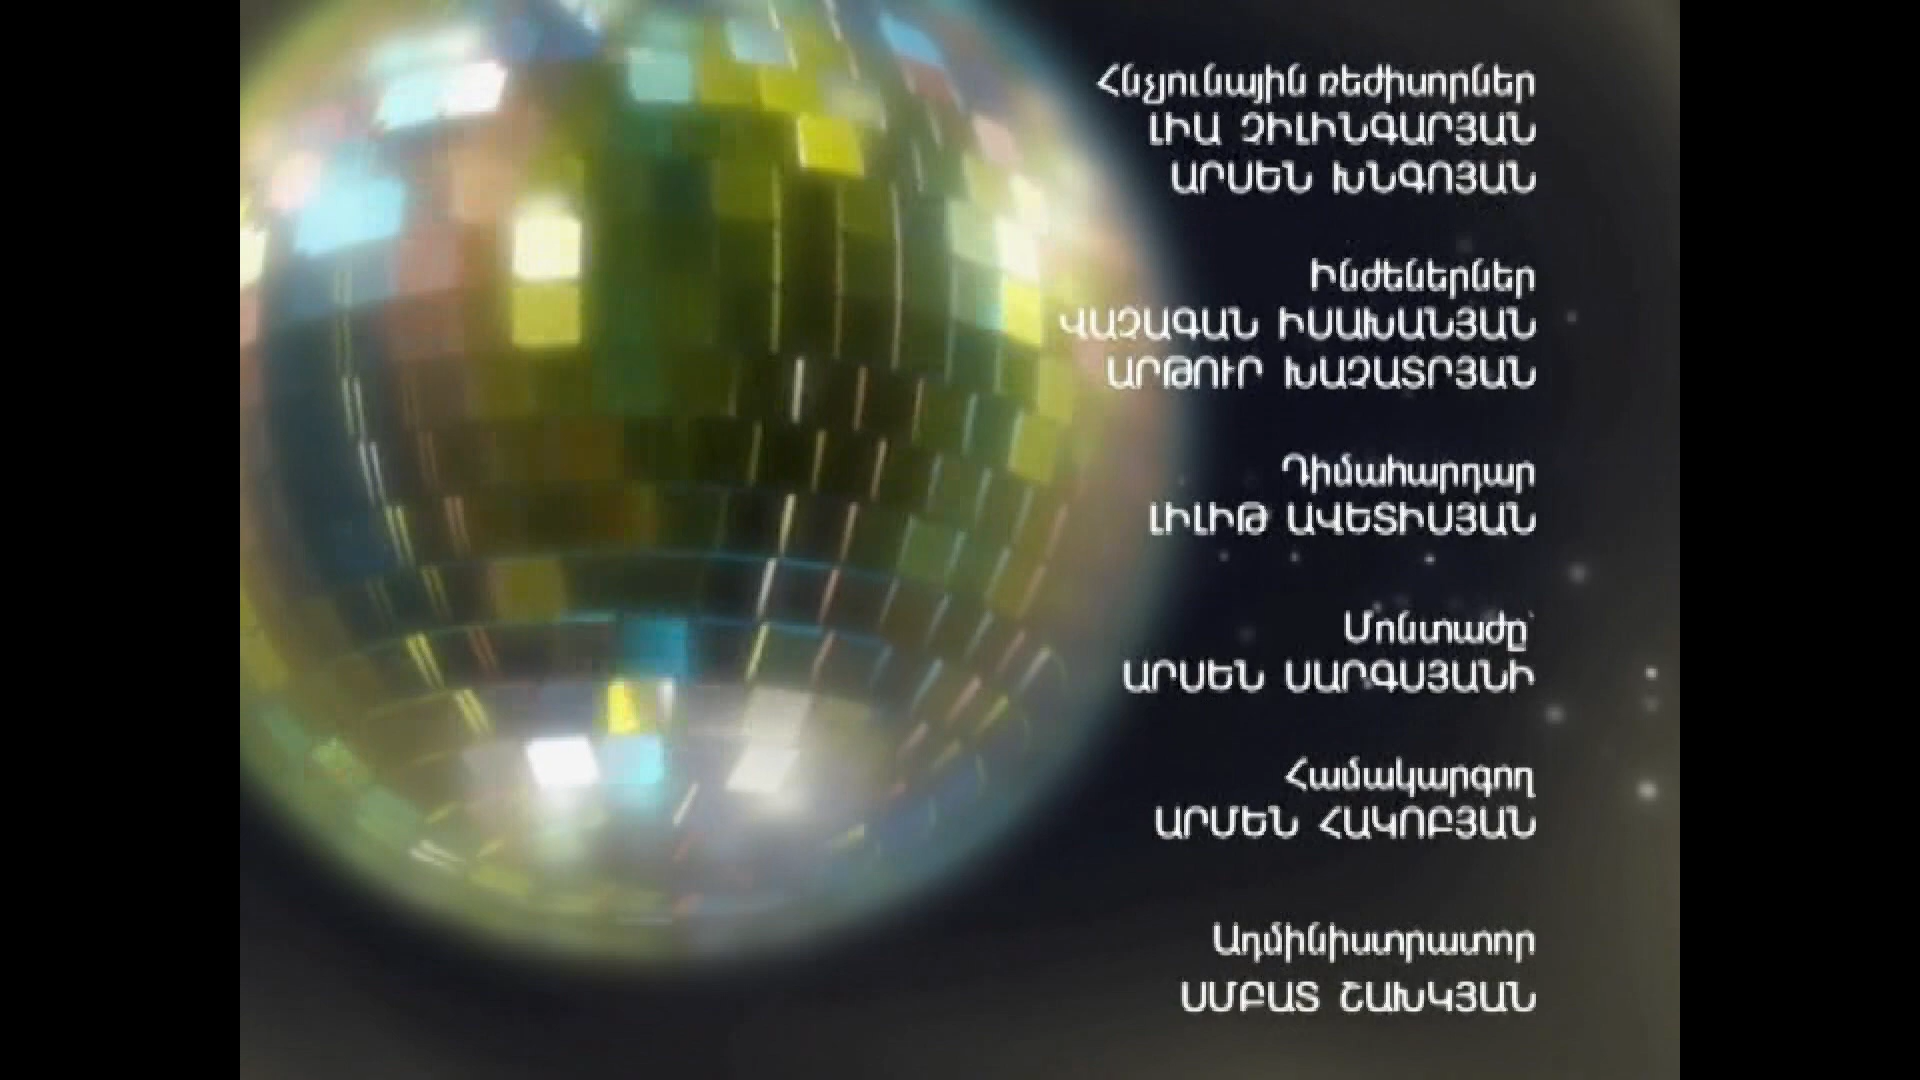 Հնչյունային ռեժիսորներ
ԼԻԱ ՉԻԼԻՆԳԱՐՅԱՆ
ԱՐՍԵՆ ԽՆԳՈՅԱՆ
Ինժեներներ
ՎԱՉԱԳԱՆ ԻՍԱԽԱՆՅԱՆ
ԱՐԹՈՒՐ ԽԱՉԱՏՐՅԱՆ
Դիմահարդար
ԼԻԼԻԹ ԱՎԵՏԻՍՅԱՆ
Մոնտաժը՝
ԱՐՍԵՆ ՍԱՐԳՍՅԱՆԻ
Համակարգող
ԱՐՄԵՆ ՀԱԿՈԲՅԱՆ
Ադմինիստրատոր
ՍՄԲԱՏ ՇԱԽԿՅԱՆ